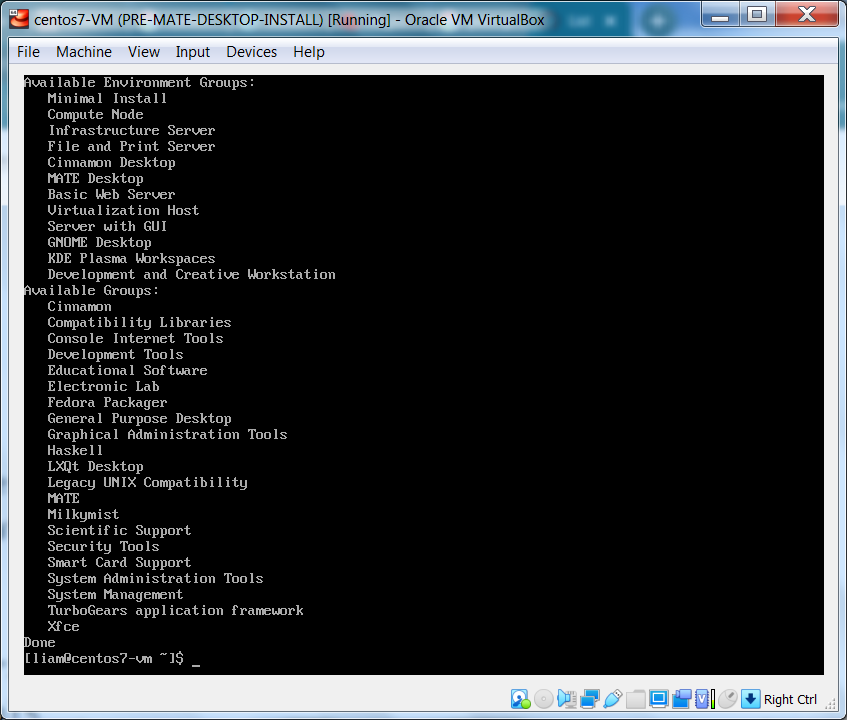 centos7-VM (PRE-MATE-DESKTOP-INSTALL) [Running] - Oracle VM VirtualBox
File Machine View Input Devices Help
Available Environment Groups:
Minimal Install
Compute Node
Infrastructure Server
File and Print Server
Cinnamon Desktop
MATE Desktop
Basic Web Server
Virtualization Host
Server with GUI
GNOME Desktop
KDE Plasma Workspaces
Development and Creative Workstation
Available Groups:
Cinnamon
Compatibility Libraries
Console Internet Tools
Development Tools
Educational Software
Electronic Lab
Fedora Packager
General Purpose Desktop
Graphical Administration Tools
Haskell
LXQt Desktop
Legacy UNIX Compatibility
MATE
Milkymist
Scientific Support
Security Tools
Smart Card Support
System Administration Tools
System Management
TurboGears application framework
Xfce
Done
[liam@centos7-vm ~]$ _
Right Ctrl